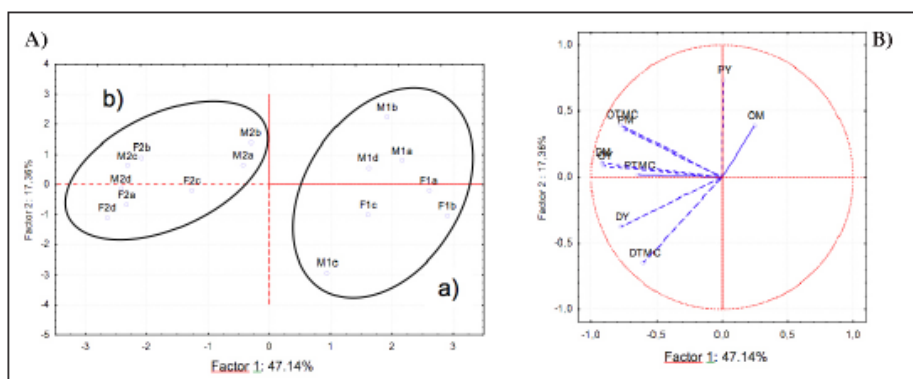 A)
4
3
2
1
0
-1
-2
-3
-4
-5
Factor 2 : 17,36%
b)
M1b
M2b
F2b
M2c
M2a
M1d
M1a
M2d
F2c
F1a
F2a
F2d
F1c
F1b
M1c
a)
-3 -2 -1 0 1 2 3
Factor 1: 47.14%
B)
1,0
0,5
0,0
-0,5
-1,0
Factor 2 : 17,36%
PY
OM
OTMC
PM
DM
PTMC
DY
DTMC
-1.0 -0.5 0.0 0.5 1.0
Factor 1: 47.14%